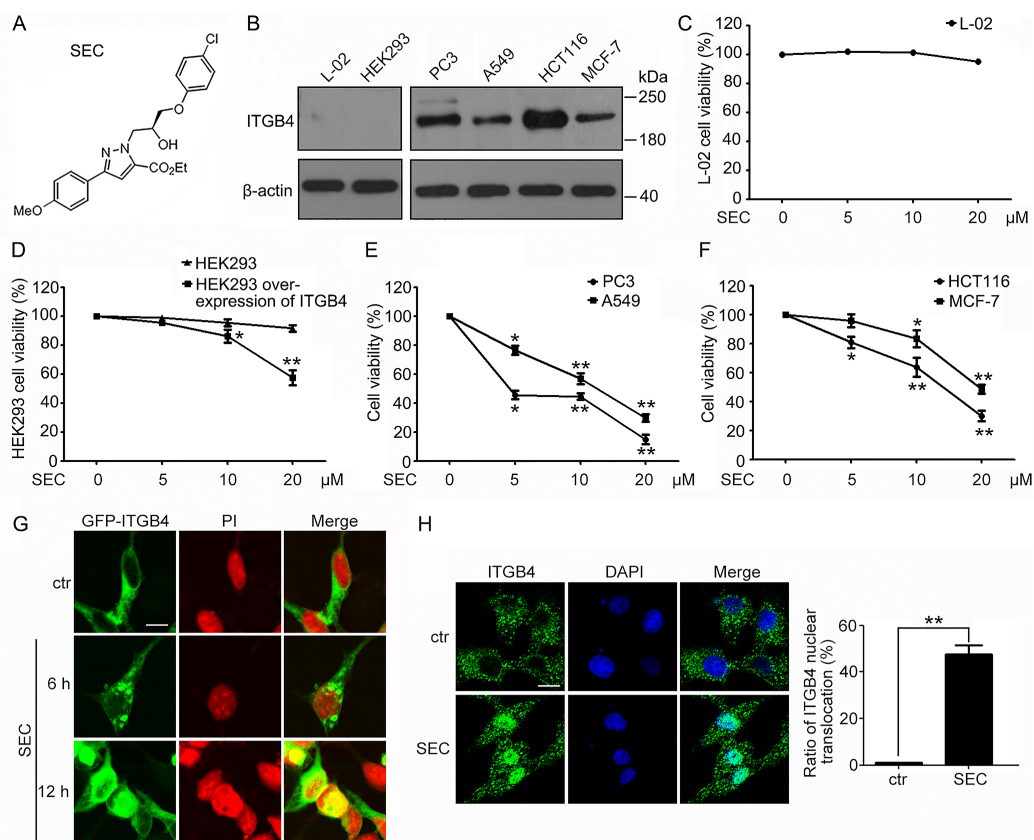 A
SEC
Cl
O
OH
N
N
CO2Et
MeO
B
L-02
HEK293
PC3
A549
HCT116
MCF-7
kDa
ITGB4
250
180
β-actin
40
C
L-02
L-02 cell viability (%)
120
100
80
60
40
20
0
SEC 0 5 10 20 µM
D
HEK293
HEK293 over-
expression of ITGB4
HEK293 cell viability (%)
120
100
80
60
40
20
0
*
**
SEC 0 5 10 20 µM
E
PC3
A549
Cell viability (%)
120
100
80
60
40
20
0
*
**
**
*
**
**
SEC 0 5 10 20 µM
F
HCT116
MCF-7
Cell viability (%)
120
100
80
60
40
20
0
*
**
*
**
**
SEC 0 5 10 20 µM
G
GFP-ITGB4 PI Merge
ctr
6 h
SEC
12 h
H
ITGB4 DAPI Merge
ctr
SEC
Ratio of ITGB4 nuclear
translocation (%)
60
40
20
0
**
ctr SEC